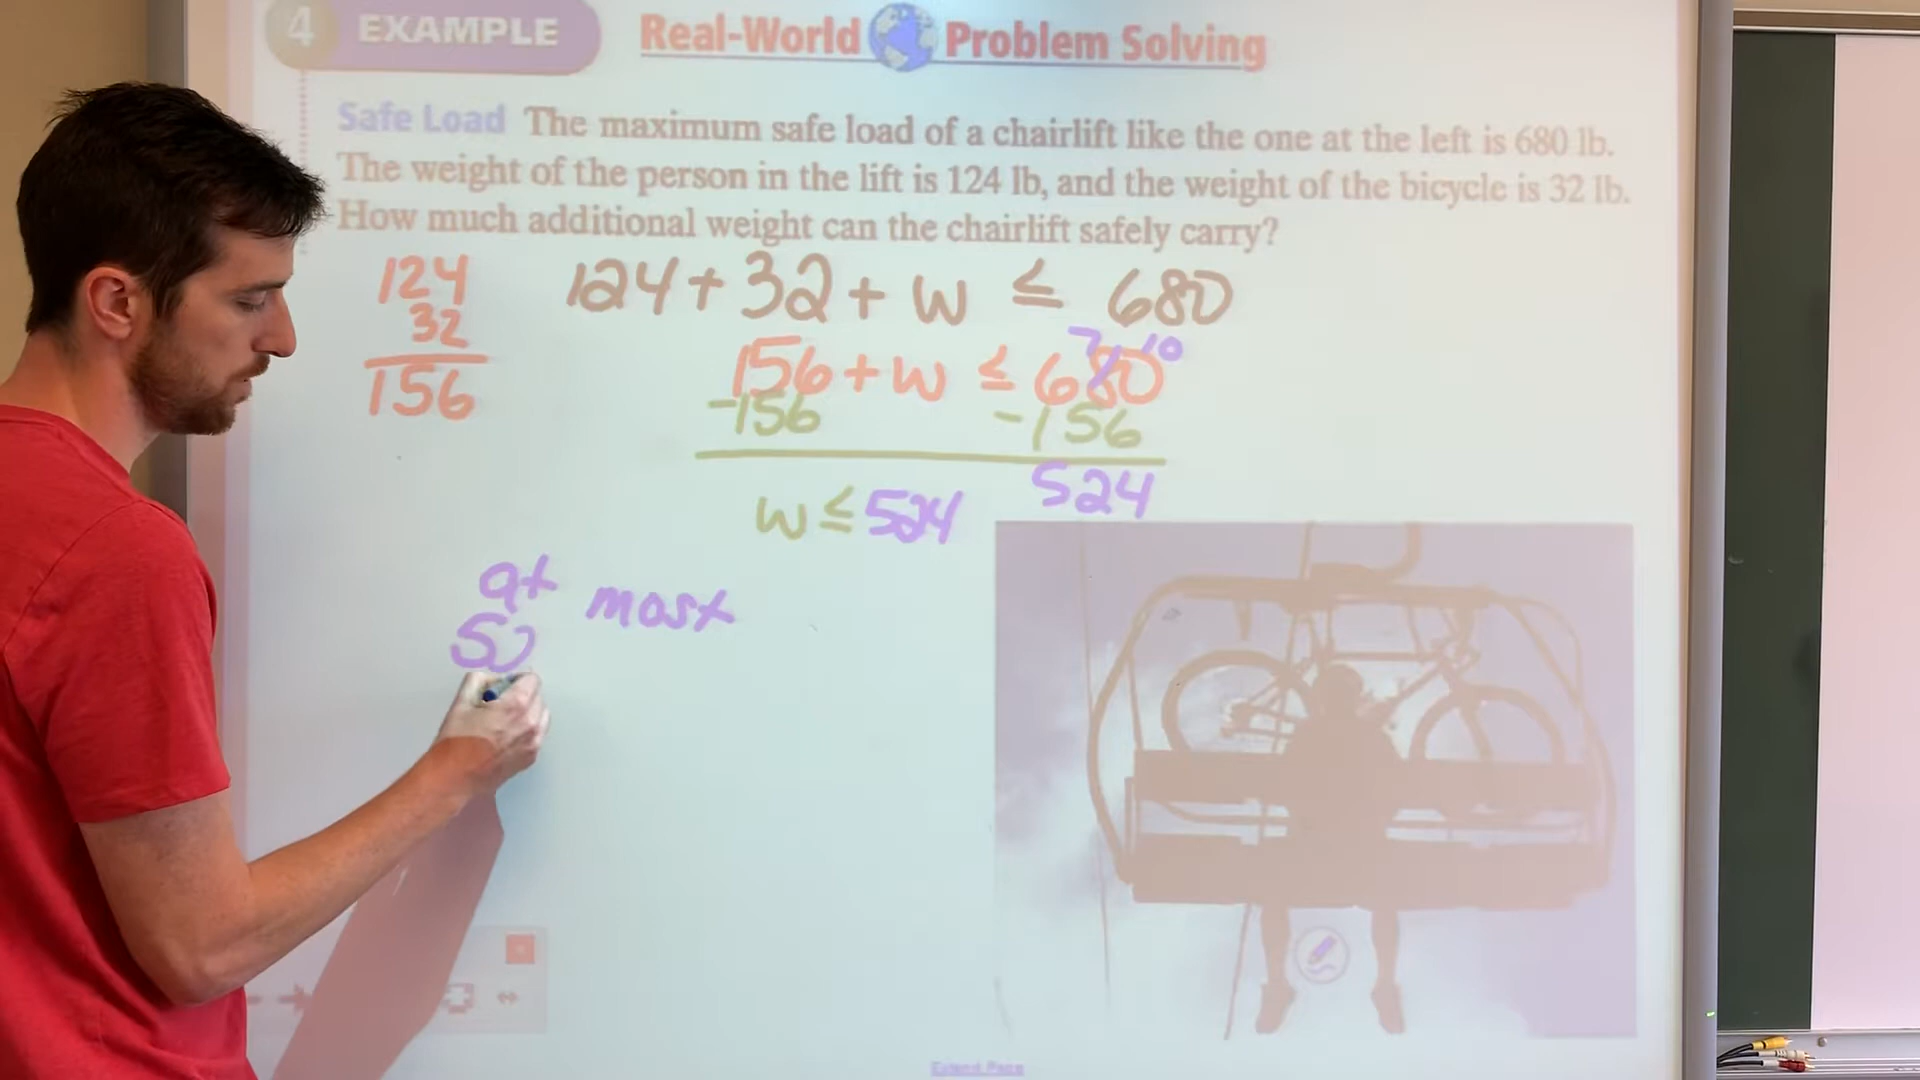 4 EXAMPLE Real-World Problem Solving
Safe Load The maximum safe load of a chairlift like the one at the left is 680 lb.
The weight of the person in the lift is 124 lb, and the weight of the bicycle is 32 lb.
How much additional weight can the chairlift safely carry?
124
32
156
124 + 32 + w ≤ 680
7 10
156 + w ≤ 680
-156 -156
524
w ≤ 524
at most
52
Extend Page